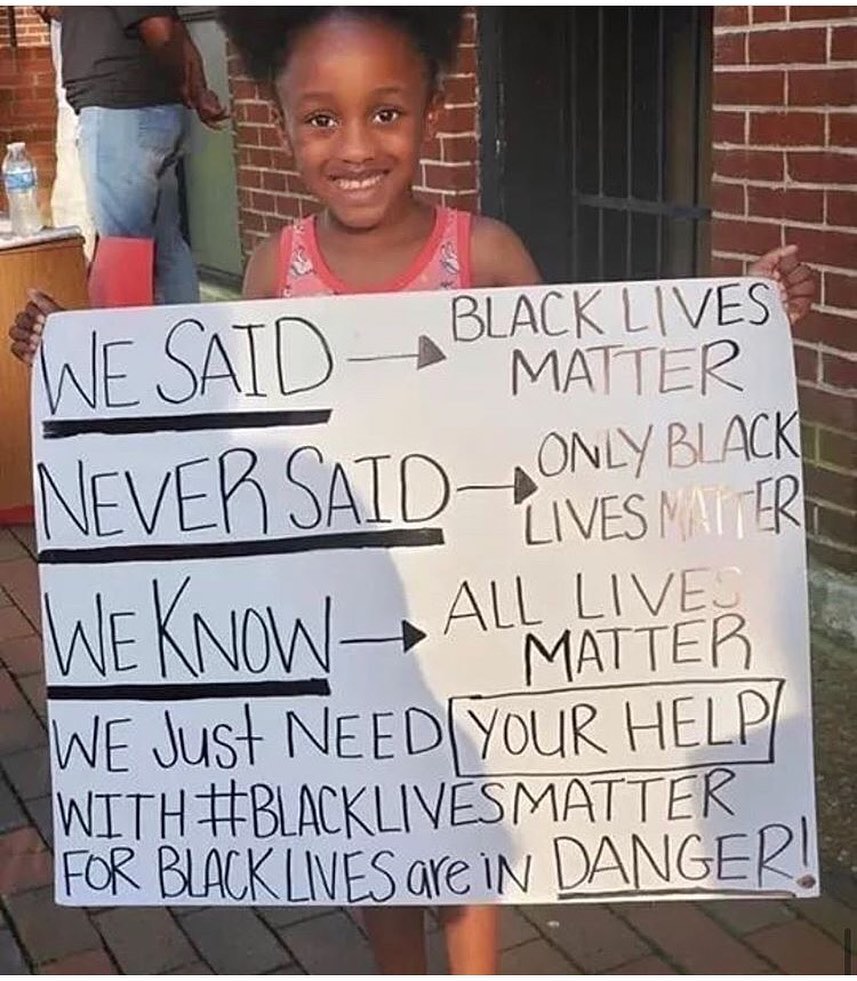 WE SAID → BLACK LIVES
MATTER
NEVER SAID → ONLY BLACK
LIVES MATTER
WE KNOW → ALL LIVES
MATTER
WE JUSt NEED YOUR HELP
WITH #BLACKLIVESMATTER
FOR BLACK LIVES are iN DANGER!